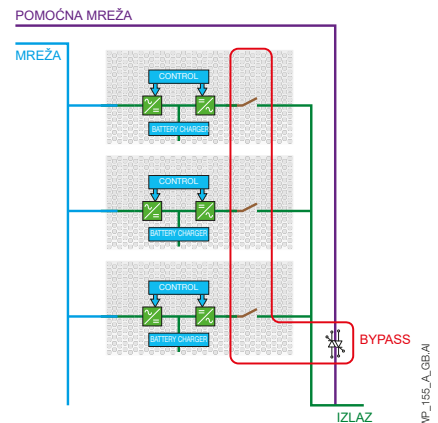 POMOĆNA MREŽA
MREŽA
CONTROL
BATTERY CHARGER
CONTROL
BATTERY CHARGER
CONTROL
BATTERY CHARGER
BYPASS
IZLAZ
VP_155_A_GB.AI